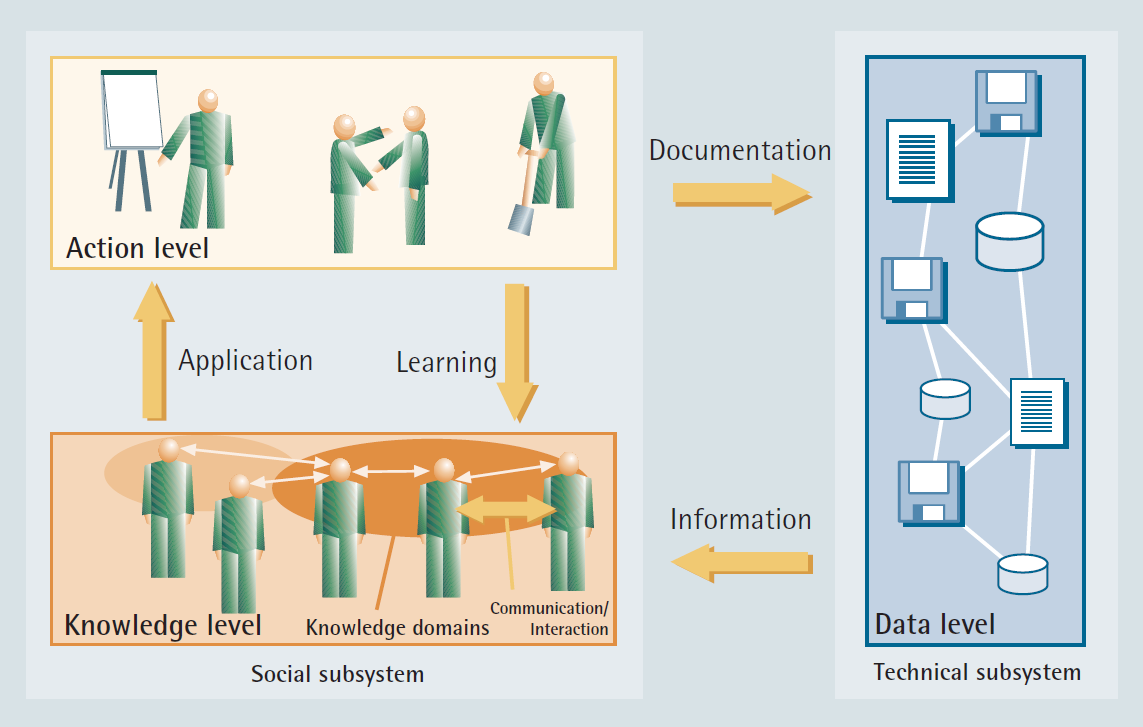 Documentation
Action level
Application
Learning
Information
Communication/
Interaction
Knowledge level
Knowledge domains
Data level
Social subsystem
Technical subsystem